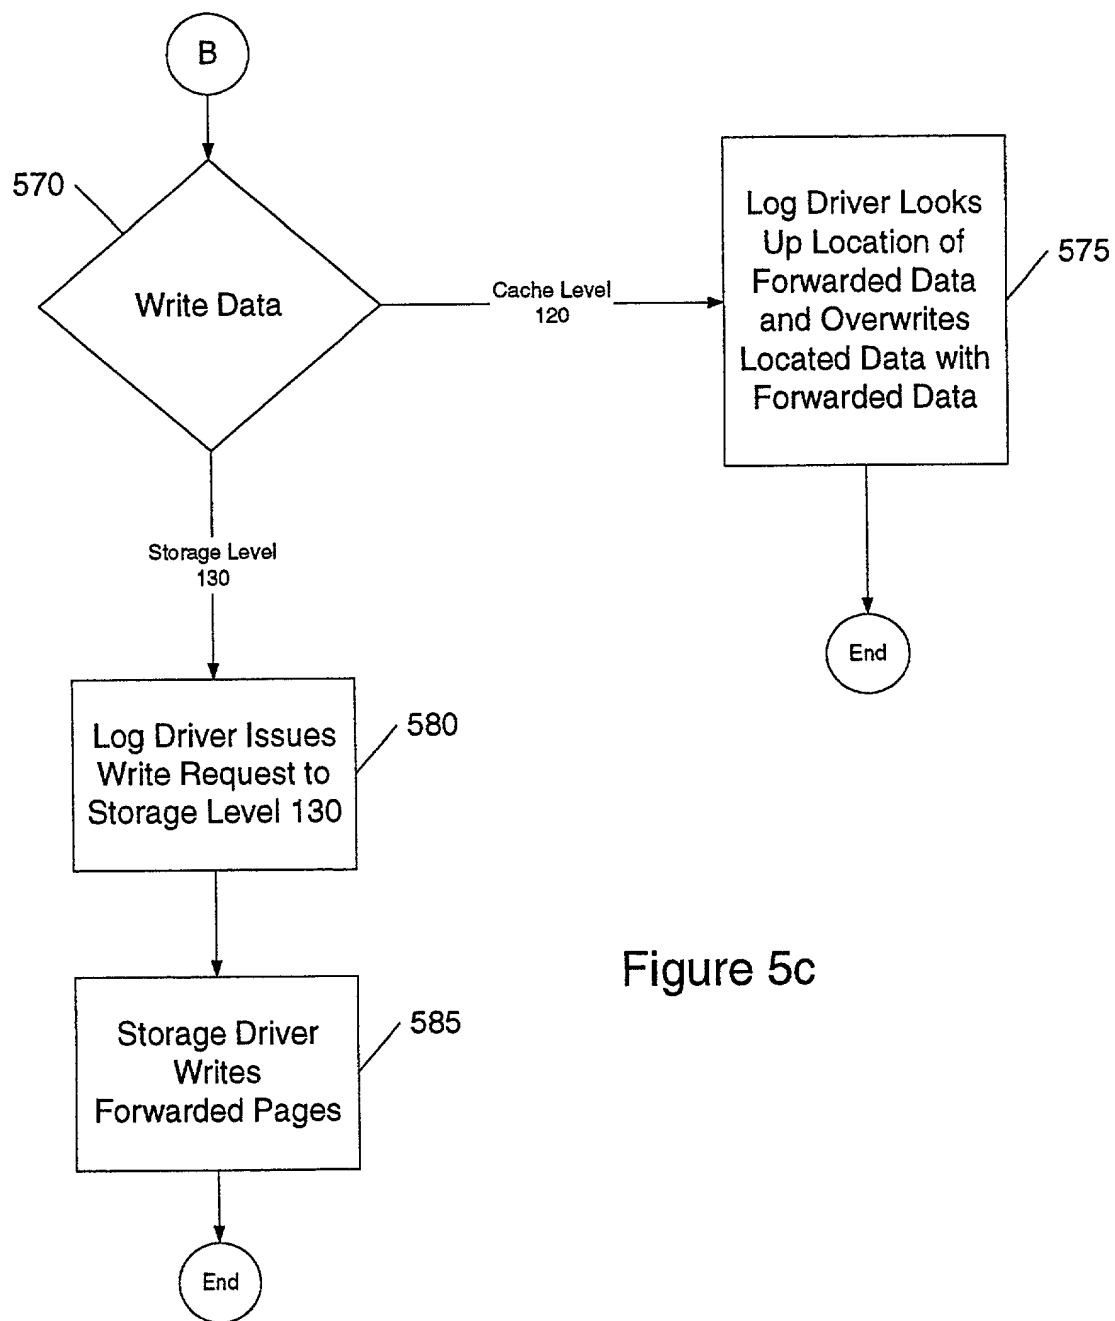 B
570
Write Data
Cache Level
120
Log Driver Looks
Up Location of
Forwarded Data
and Overwrites
Located Data with
Forwarded Data
575
End
Storage Level
130
Log Driver Issues
Write Request to
Storage Level 130
580
Storage Driver
Writes
Forwarded Pages
585
End
Figure 5c